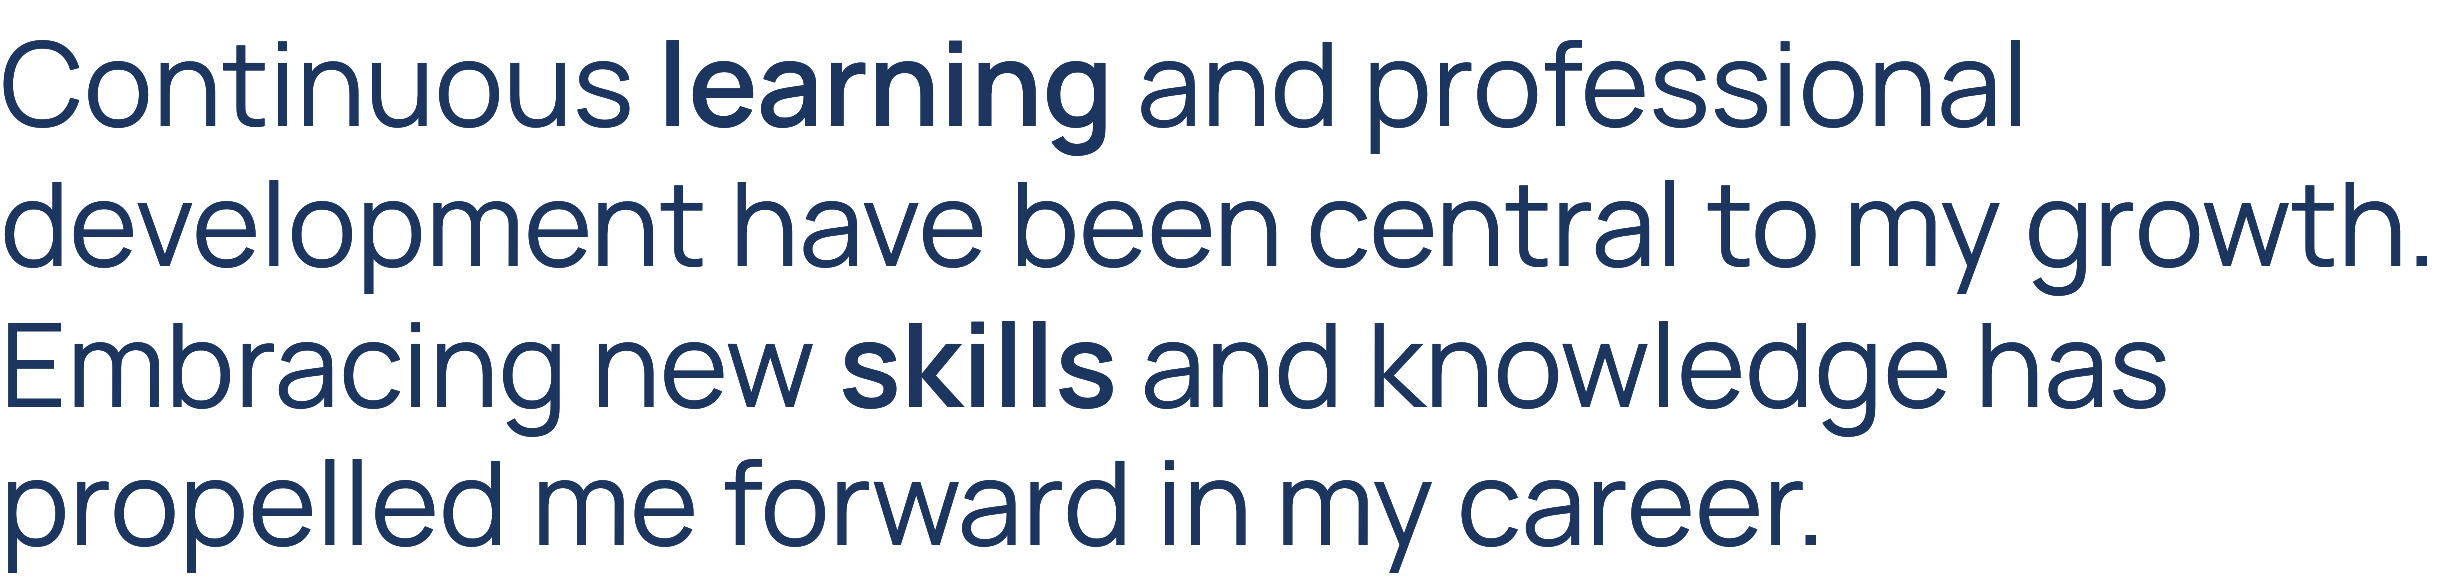 Continuous learning and professional
development have been central to my growth.
Embracing new skills and knowledge has
propelled me forward in my career.